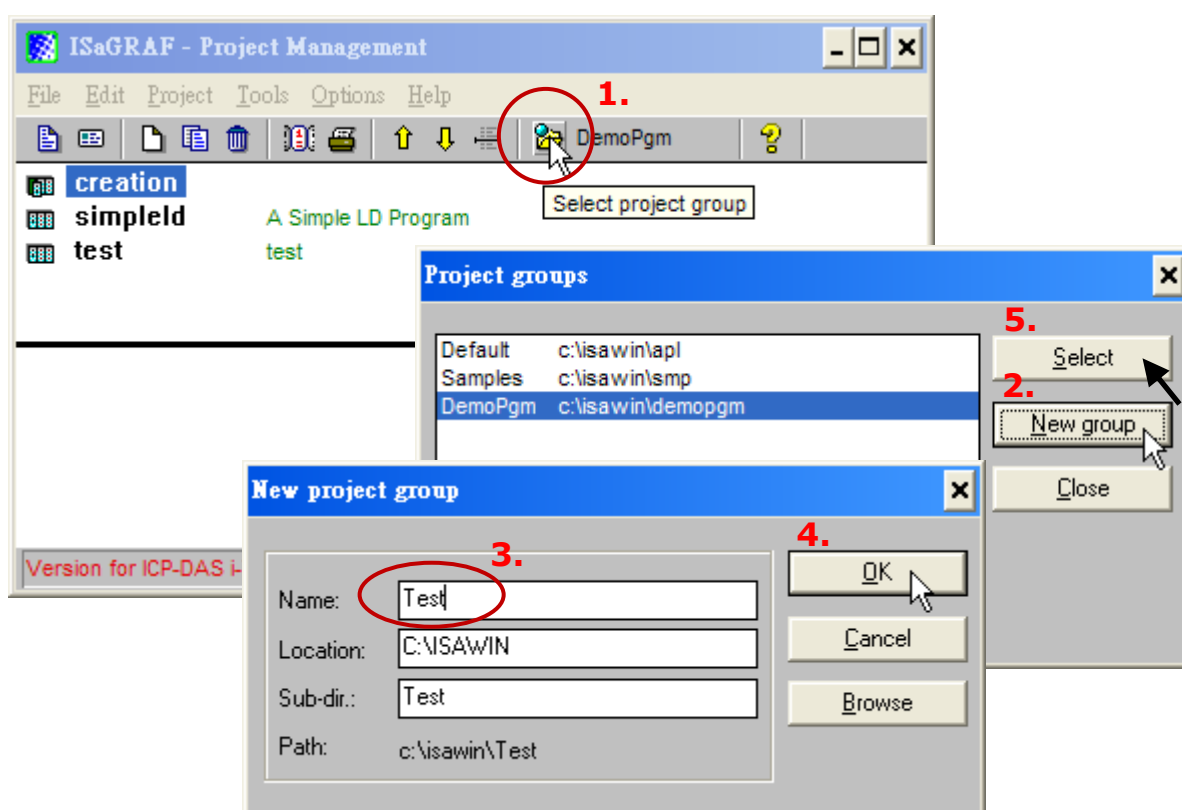 ISaGRAF - Project Management
File Edit Project Tools Options Help
1.
DemoPgm
Select project group
creation
simpleld A Simple LD Program
test test
Project groups
5.
Default c:\isawin\apl
Samples c:\isawin\smp
DemoPgm c:\isawin\demopgm
Select
2.
New group
Close
New project group
3.
4.
Name: Test
Location: C:\ISAWIN
Sub-dir.: Test
Path: c:\isawin\Test
OK
Cancel
Browse
Version for ICP-DAS i-